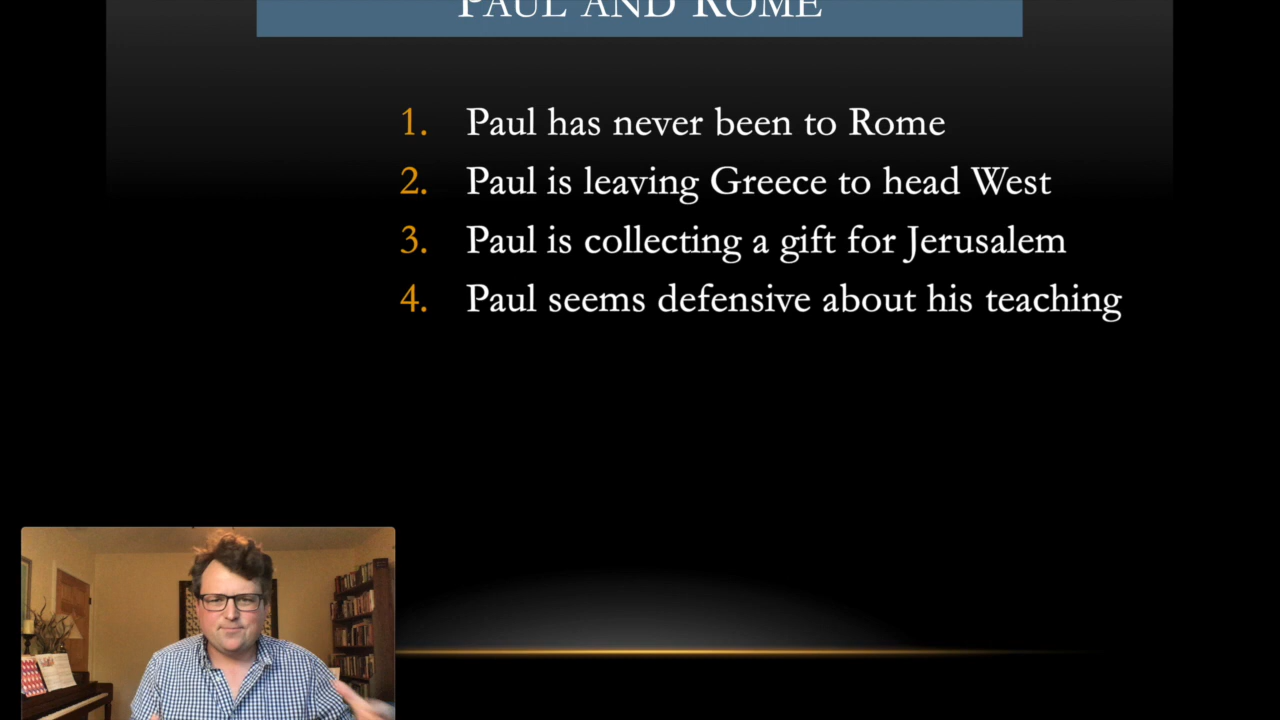 PAUL AND ROME
1. Paul has never been to Rome
2. Paul is leaving Greece to head West
3. Paul is collecting a gift for Jerusalem
4. Paul seems defensive about his teaching